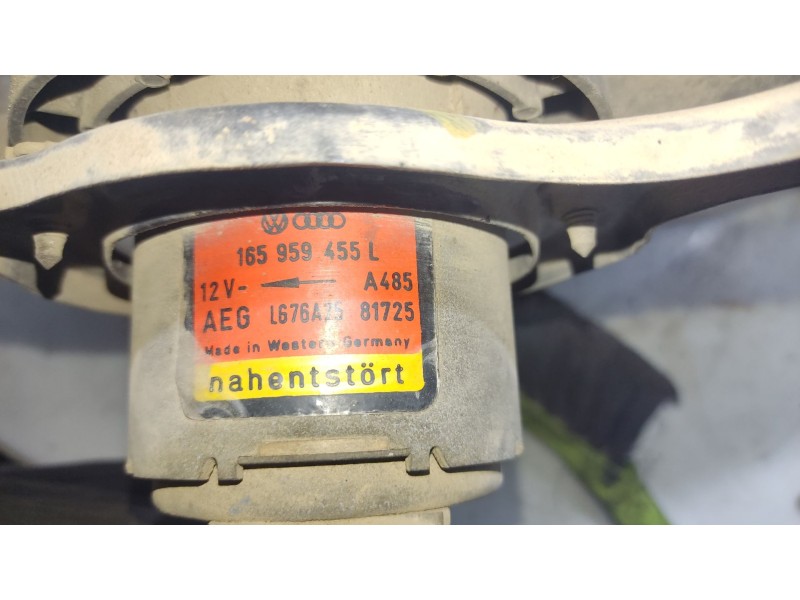 165 959 455 L
12V- A485
AEG L676A25 81725
Made in Western Germany
nahentstört